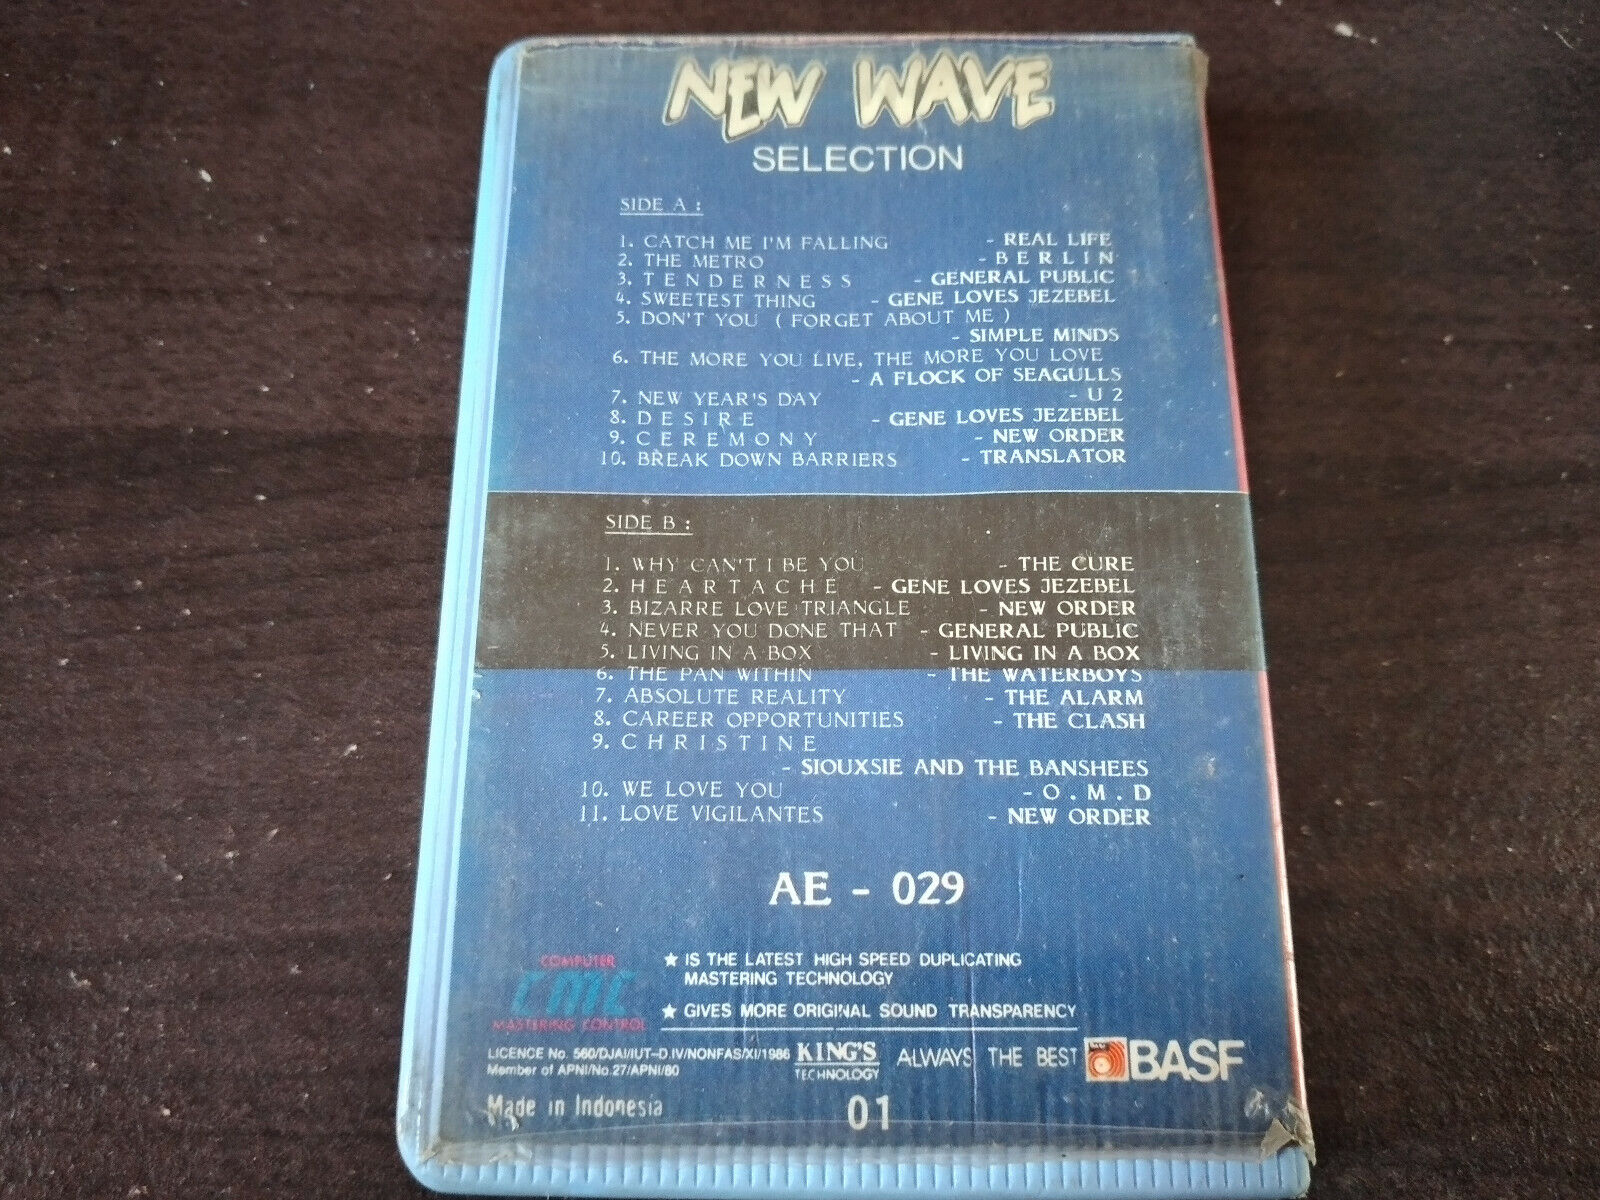 NEW WAVE
SELECTION
SIDE A :
1. CATCH ME I'M FALLING - REAL LIFE
2. THE METRO - BERLIN
3. TENDERNESS - GENERAL PUBLIC
4. SWEETEST THING - GENE LOVES JEZEBEL
5. DON'T YOU ( FORGET ABOUT ME )
- SIMPLE MINDS
6. THE MORE YOU LIVE, THE MORE YOU LOVE
- A FLOCK OF SEAGULLS
7. NEW YEAR'S DAY - U 2
8. DESIRE - GENE LOVES JEZEBEL
9. CEREMONY - NEW ORDER
10. BREAK DOWN BARRIERS - TRANSLATOR
SIDE B :
1. WHY CAN'T I BE YOU - THE CURE
2. HEARTACHE - GENE LOVES JEZEBEL
3. BIZARRE LOVE TRIANGLE - NEW ORDER
4. NEVER YOU DONE THAT - GENERAL PUBLIC
5. LIVING IN A BOX - LIVING IN A BOX
6. THE PAN WITHIN - THE WATERBOYS
7. ABSOLUTE REALITY - THE ALARM
8. CAREER OPPORTUNITIES - THE CLASH
9. CHRISTINE
- SIOUXSIE AND THE BANSHEES
10. WE LOVE YOU - O . M . D
11. LOVE VIGILANTES - NEW ORDER
AE - 029
COMPUTER
CMC
MASTERING CONTROL
★ IS THE LATEST HIGH SPEED DUPLICATING
MASTERING TECHNOLOGY
★ GIVES MORE ORIGINAL SOUND TRANSPARENCY
LICENCE No. 560/DJAI/IUT-D.IV/NONFAS/XI/1986
Member of APNI/No.27/APNI/80
KING'S
TECHNOLOGY
ALWAYS THE BEST
BASF
Made in Indonesia
01